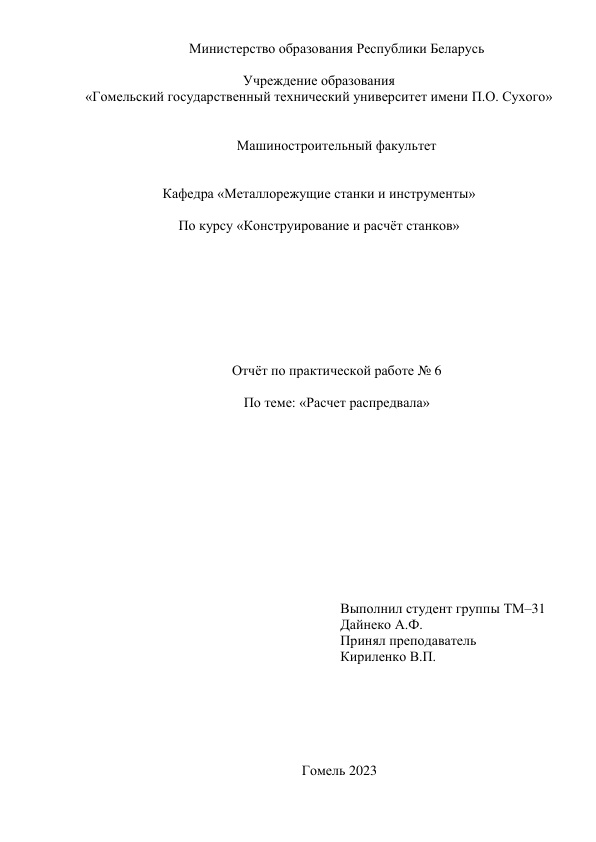 Министерство образования Республики Беларусь
Учреждение образования
«Гомельский государственный технический университет имени П.О. Сухого»
Машиностроительный факультет
Кафедра «Металлорежущие станки и инструменты»
По курсу «Конструирование и расчёт станков»
Отчёт по практической работе № 6
По теме: «Расчет распредвала»
Выполнил студент группы ТМ–31
Дайнеко А.Ф.
Принял преподаватель
Кириленко В.П.
Гомель 2023